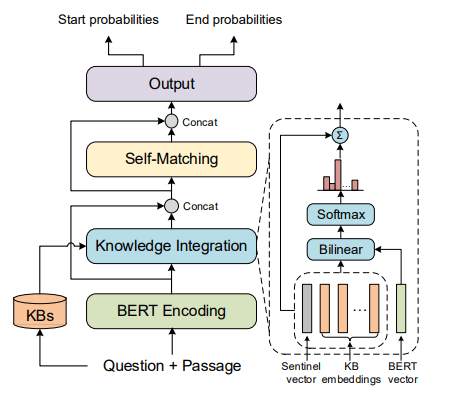 Start probabilities
End probabilities
Output
Concat
Self-Matching
Concat
Knowledge Integration
KBs
BERT Encoding
Question + Passage
Σ
...
Softmax
Bilinear
...
Sentinel
vector
KB
embeddings
BERT
vector